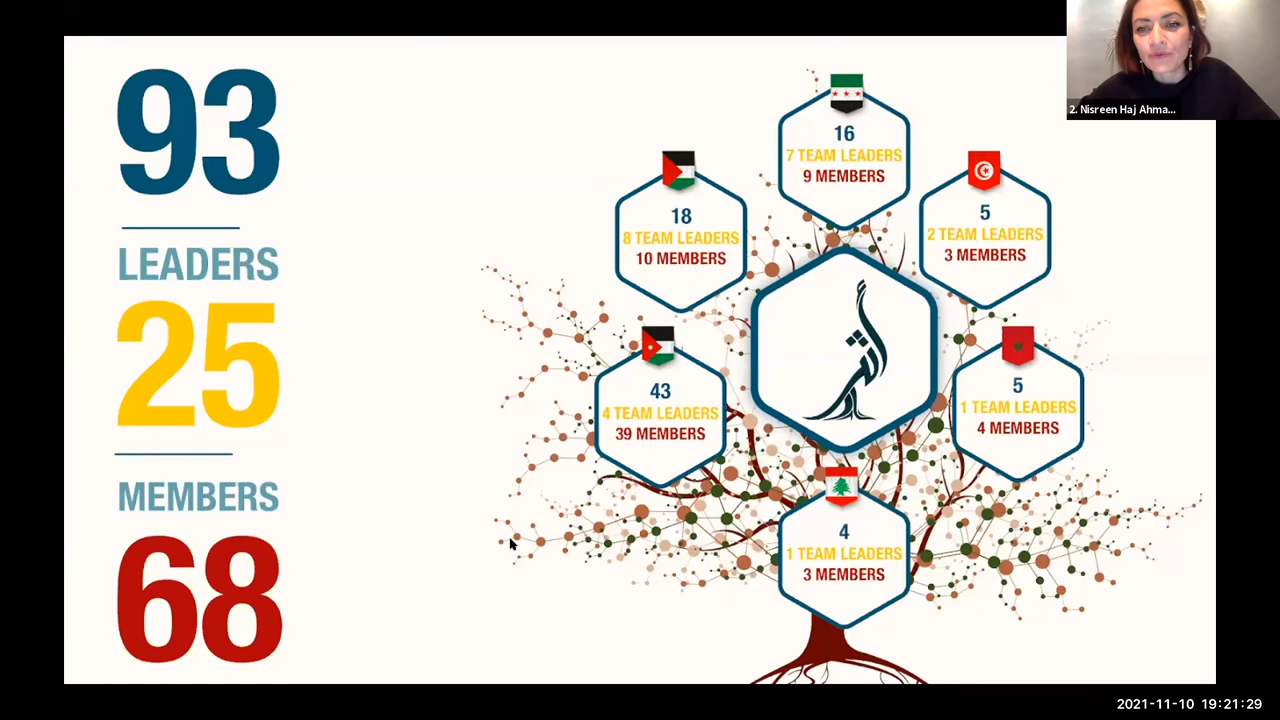 93
LEADERS
25
MEMBERS
68
16
7 TEAM LEADERS
9 MEMBERS
18
8 TEAM LEADERS
10 MEMBERS
5
2 TEAM LEADERS
3 MEMBERS
43
4 TEAM LEADERS
39 MEMBERS
5
1 TEAM LEADERS
4 MEMBERS
4
1 TEAM LEADERS
3 MEMBERS
2. Nisreen Haj Ahma...
2021-11-10 19:21:29